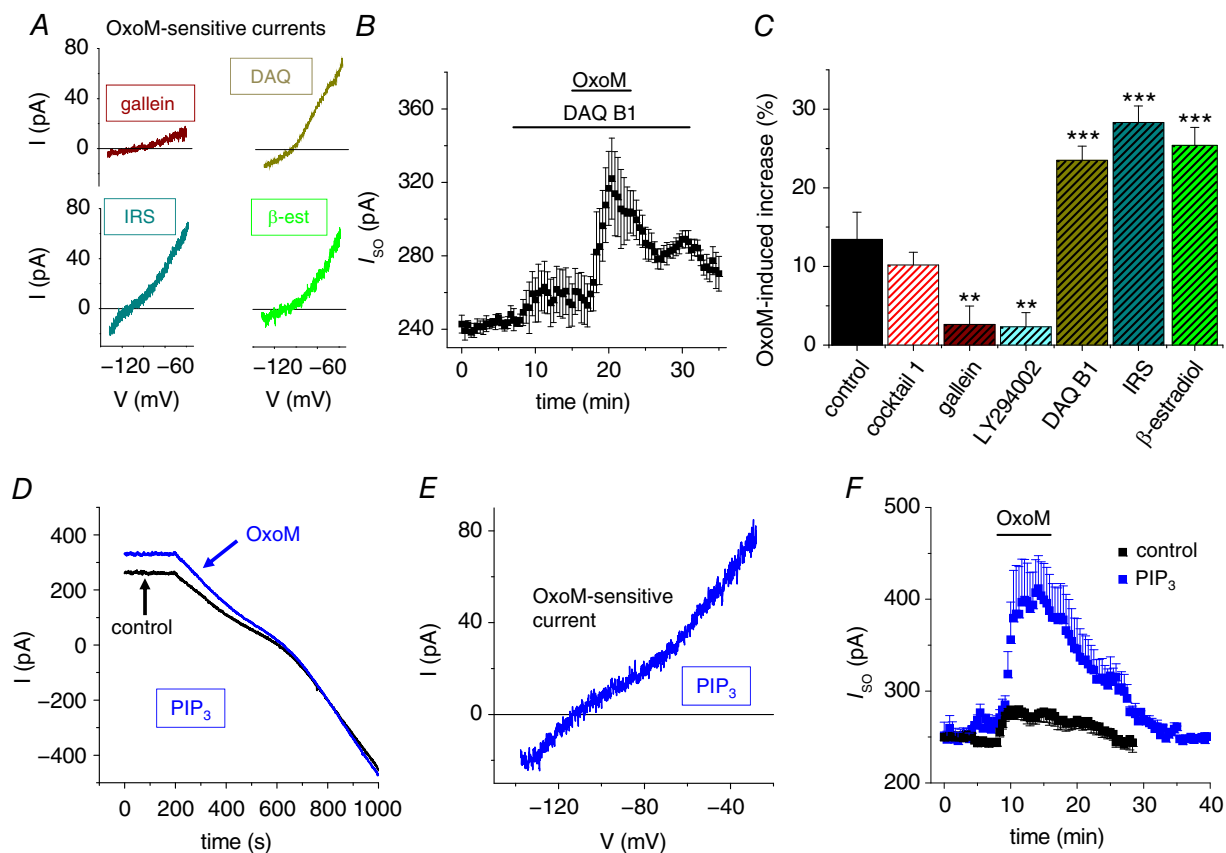 A
OxoM-sensitive currents
80
40
0
I (pA)
gallein
DAQ
80
40
0
I (pA)
IRS
β-est
−120 −60
−120 −60
V (mV)
V (mV)
B
OxoM
DAQ B1
360
320
280
240
I_SO (pA)
0 10 20 30
time (min)
C
OxoM-induced increase (%)
30
20
10
0
**
**
***
***
***
control
cocktail 1
gallein
LY294002
DAQ B1
IRS
β-estradiol
D
400
200
0
−200
−400
I (pA)
OxoM
control
PIP3
0 200 400 600 800 1000
time (s)
E
80
40
0
I (pA)
OxoM-sensitive
current
PIP3
−120 −80 −40
V (mV)
F
500
400
300
200
I_SO (pA)
OxoM
control
PIP3
0 10 20 30 40
time (min)